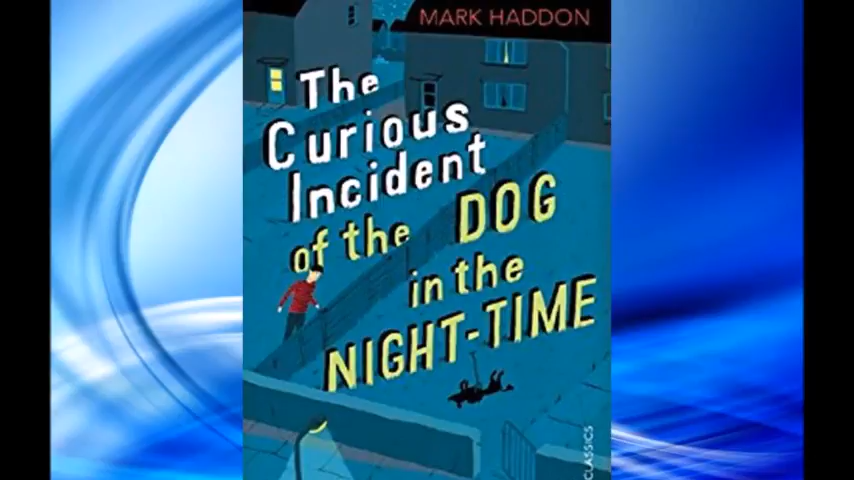 MARK HADDON
The
Curious
Incident
of the DOG
in the
NIGHT-TIME
CLASSICS